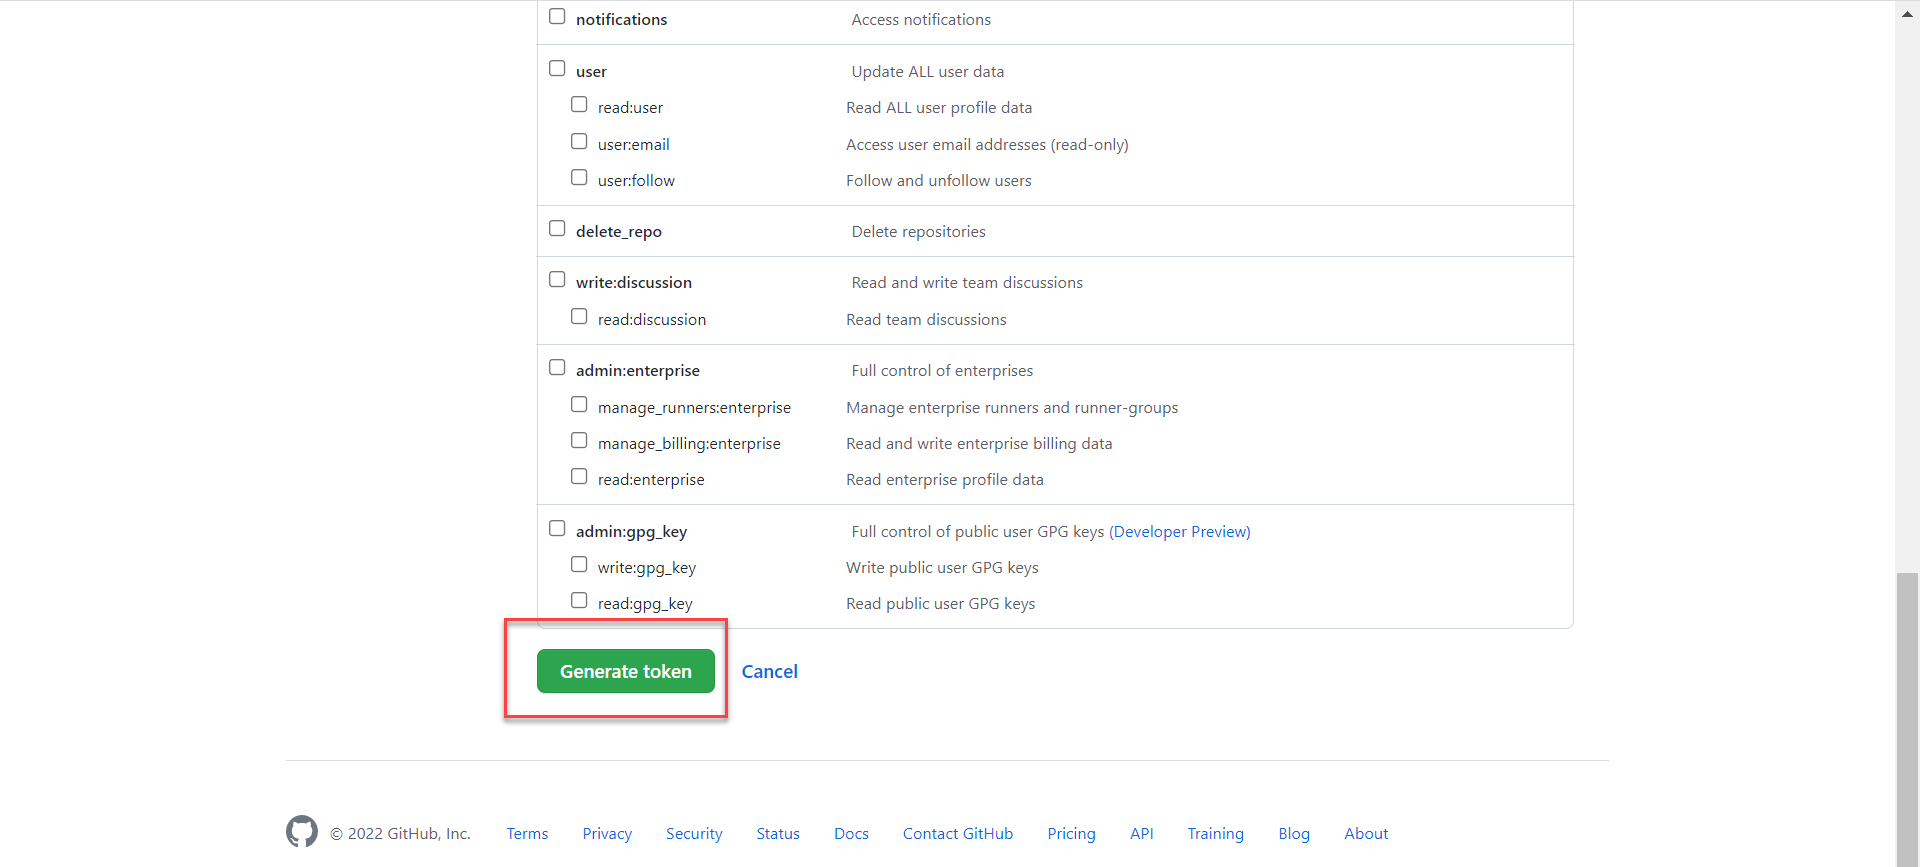 notifications Access notifications
user Update ALL user data
read:user Read ALL user profile data
user:email Access user email addresses (read-only)
user:follow Follow and unfollow users
delete_repo Delete repositories
write:discussion Read and write team discussions
read:discussion Read team discussions
admin:enterprise Full control of enterprises
manage_runners:enterprise Manage enterprise runners and runner-groups
manage_billing:enterprise Read and write enterprise billing data
read:enterprise Read enterprise profile data
admin:gpg_key Full control of public user GPG keys (Developer Preview)
write:gpg_key Write public user GPG keys
read:gpg_key Read public user GPG keys
Generate token Cancel
© 2022 GitHub, Inc. Terms Privacy Security Status Docs Contact GitHub Pricing API Training Blog About